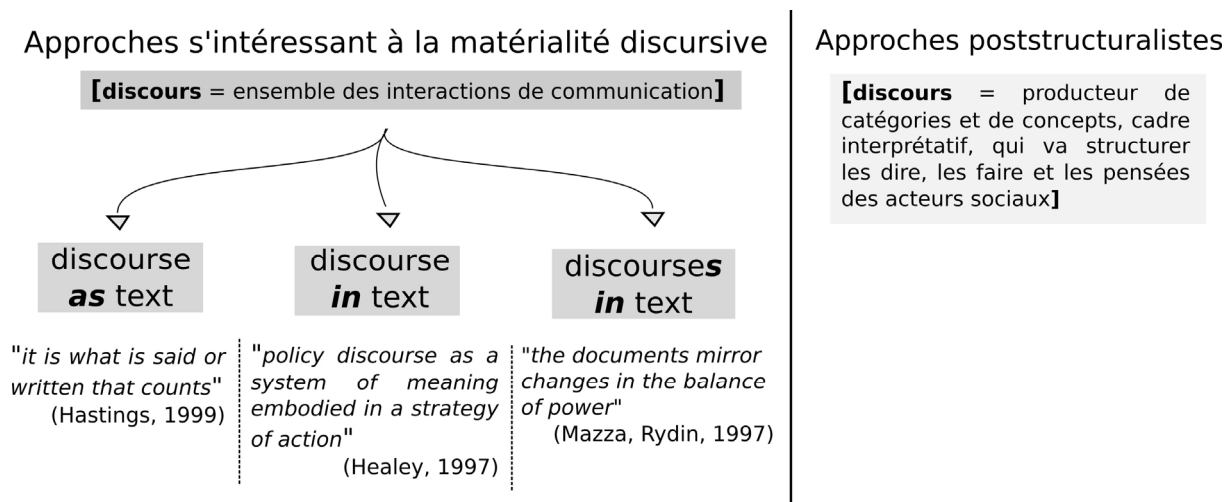 Approches s'intéressant à la matérialité discursive
[discours = ensemble des interactions de communication]
discourse
as text
"it is what is said or
written that counts"
(Hastings, 1999)
discourse
in text
"policy discourse as a
system of meaning
embodied in a strategy
of action"
(Healey, 1997)
discourses
in text
"the documents mirror
changes in the balance
of power"
(Mazza, Rydin, 1997)
Approches poststructuralistes
[discours = producteur de
catégories et de concepts, cadre
interprétatif, qui va structurer
les dire, les faire et les pensées
des acteurs sociaux]